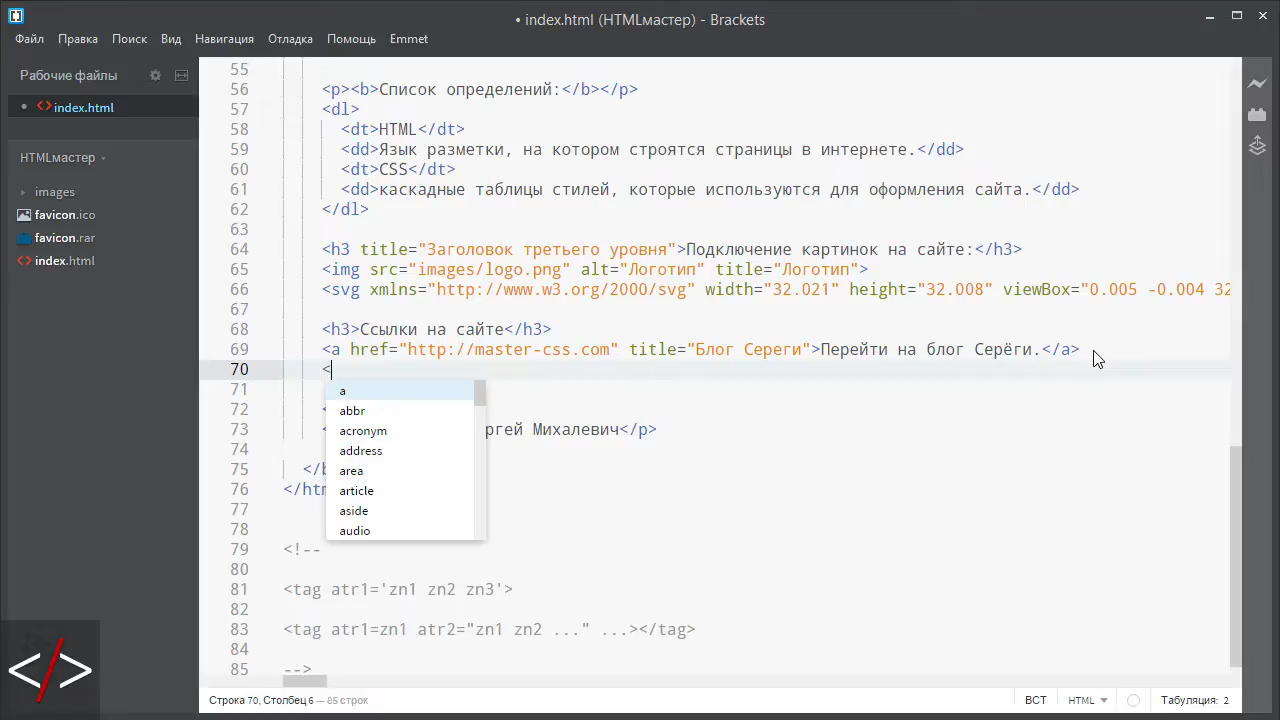 • index.html (HTMLмастер) - Brackets
Файл Правка Поиск Вид Навигация Отладка Помощь Emmet
Рабочие файлы
• <> index.html
HTMLмастер
images
favicon.ico
favicon.rar
<> index.html
55
56 <p><b>Список определений:</b></p>
57 <dl>
58 <dt>HTML</dt>
59 <dd>Язык разметки, на котором строятся страницы в интернете.</dd>
60 <dt>CSS</dt>
61 <dd>каскадные таблицы стилей, которые используются для оформления сайта.</dd>
62 </dl>
63
64 <h3 title="Заголовок третьего уровня">Подключение картинок на сайте:</h3>
65 <img src="images/logo.png" alt="Логотип" title="Логотип">
66 <svg xmlns="http://www.w3.org/2000/svg" width="32.021" height="32.008" viewBox="0.005 -0.004 32
67
68 <h3>Ссылки на сайте</h3>
69 <a href="http://master-css.com" title="Блог Сереги">Перейти на блог Серёги.</a>
70 <
71
72 <
73 < ргей Михалевич</p>
74
75 </b
76 </htm
77
78
79 <!--
80
81 <tag atr1='zn1 zn2 zn3'>
82
83 <tag atr1=zn1 atr2="zn1 zn2 ..." ...></tag>
84
85 -->
a
abbr
acronym
address
area
article
aside
audio
</>
Строка 70, Столбец 6 — 85 строк
ВСТ HTML Табуляция: 2